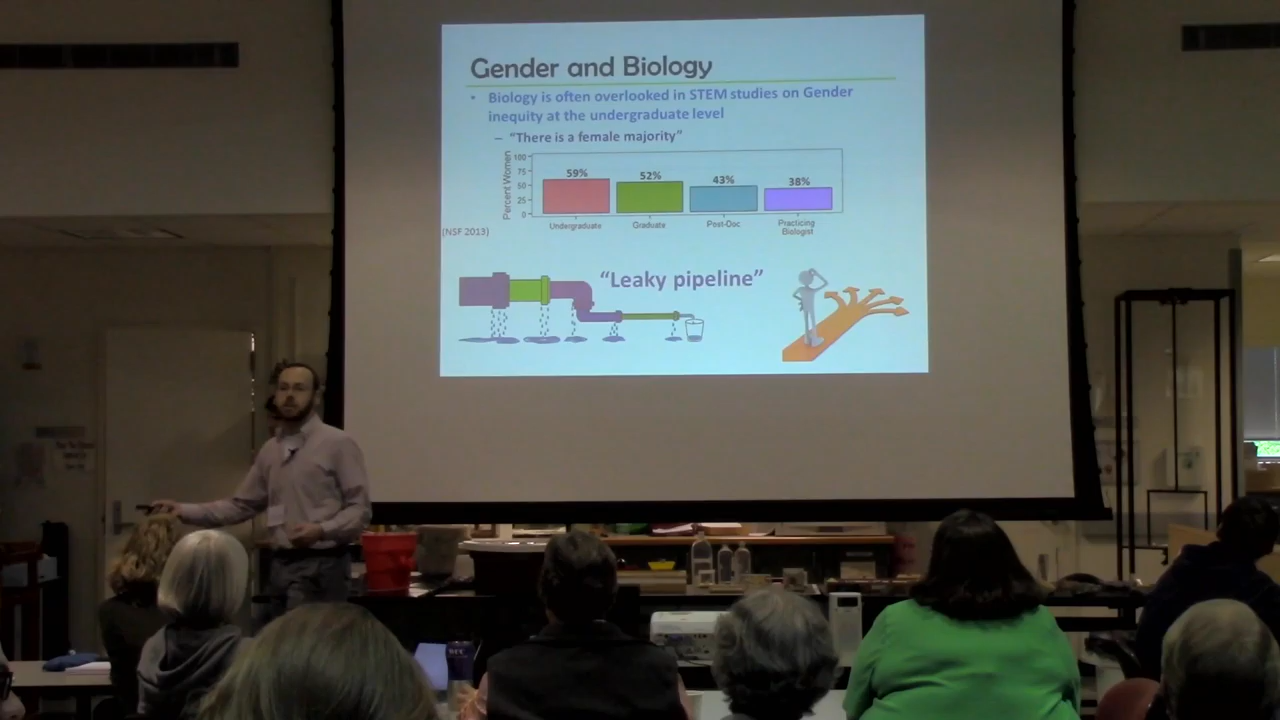 Gender and Biology
• Biology is often overlooked in STEM studies on Gender
inequity at the undergraduate level
– “There is a female majority”
Percent Women
100
75
50
25
0
59%
52%
43%
38%
Undergraduate
Graduate
Post-Doc
Practicing
Biologist
(NSF 2013)
“Leaky pipeline”